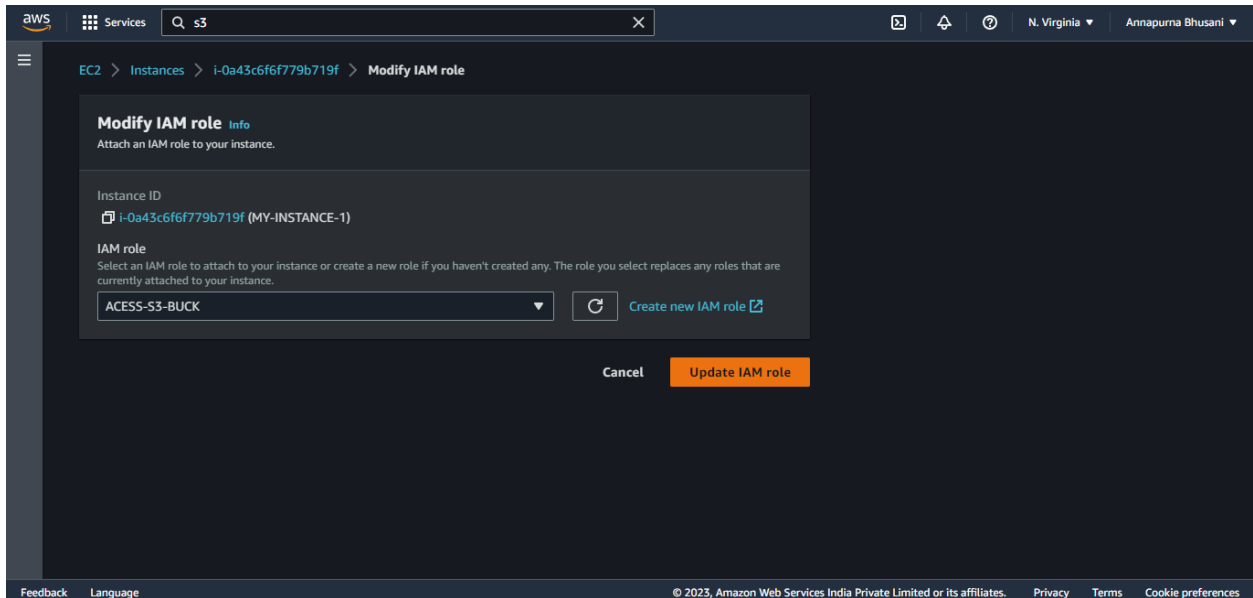 aws Services s3 N. Virginia Annapurna Bhusani
EC2 > Instances > i-0a43c6f6f779b719f > Modify IAM role
Modify IAM role Info
Attach an IAM role to your instance.
Instance ID
i-0a43c6f6f779b719f (MY-INSTANCE-1)
IAM role
Select an IAM role to attach to your instance or create a new role if you haven't created any. The role you select replaces any roles that are
currently attached to your instance.
ACESS-S3-BUCK Create new IAM role
Cancel Update IAM role
Feedback Language © 2023, Amazon Web Services India Private Limited or its affiliates. Privacy Terms Cookie preferences